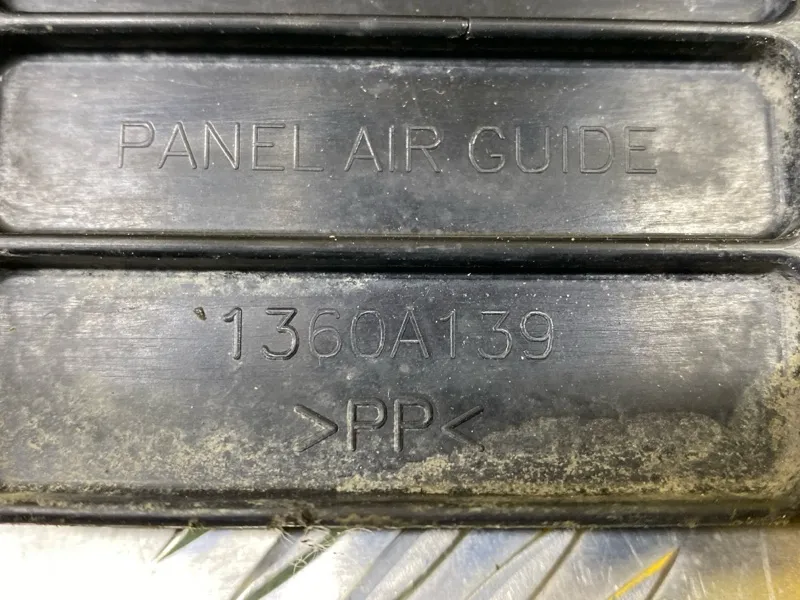 PANEL AIR GUIDE
1360A139
>PP<